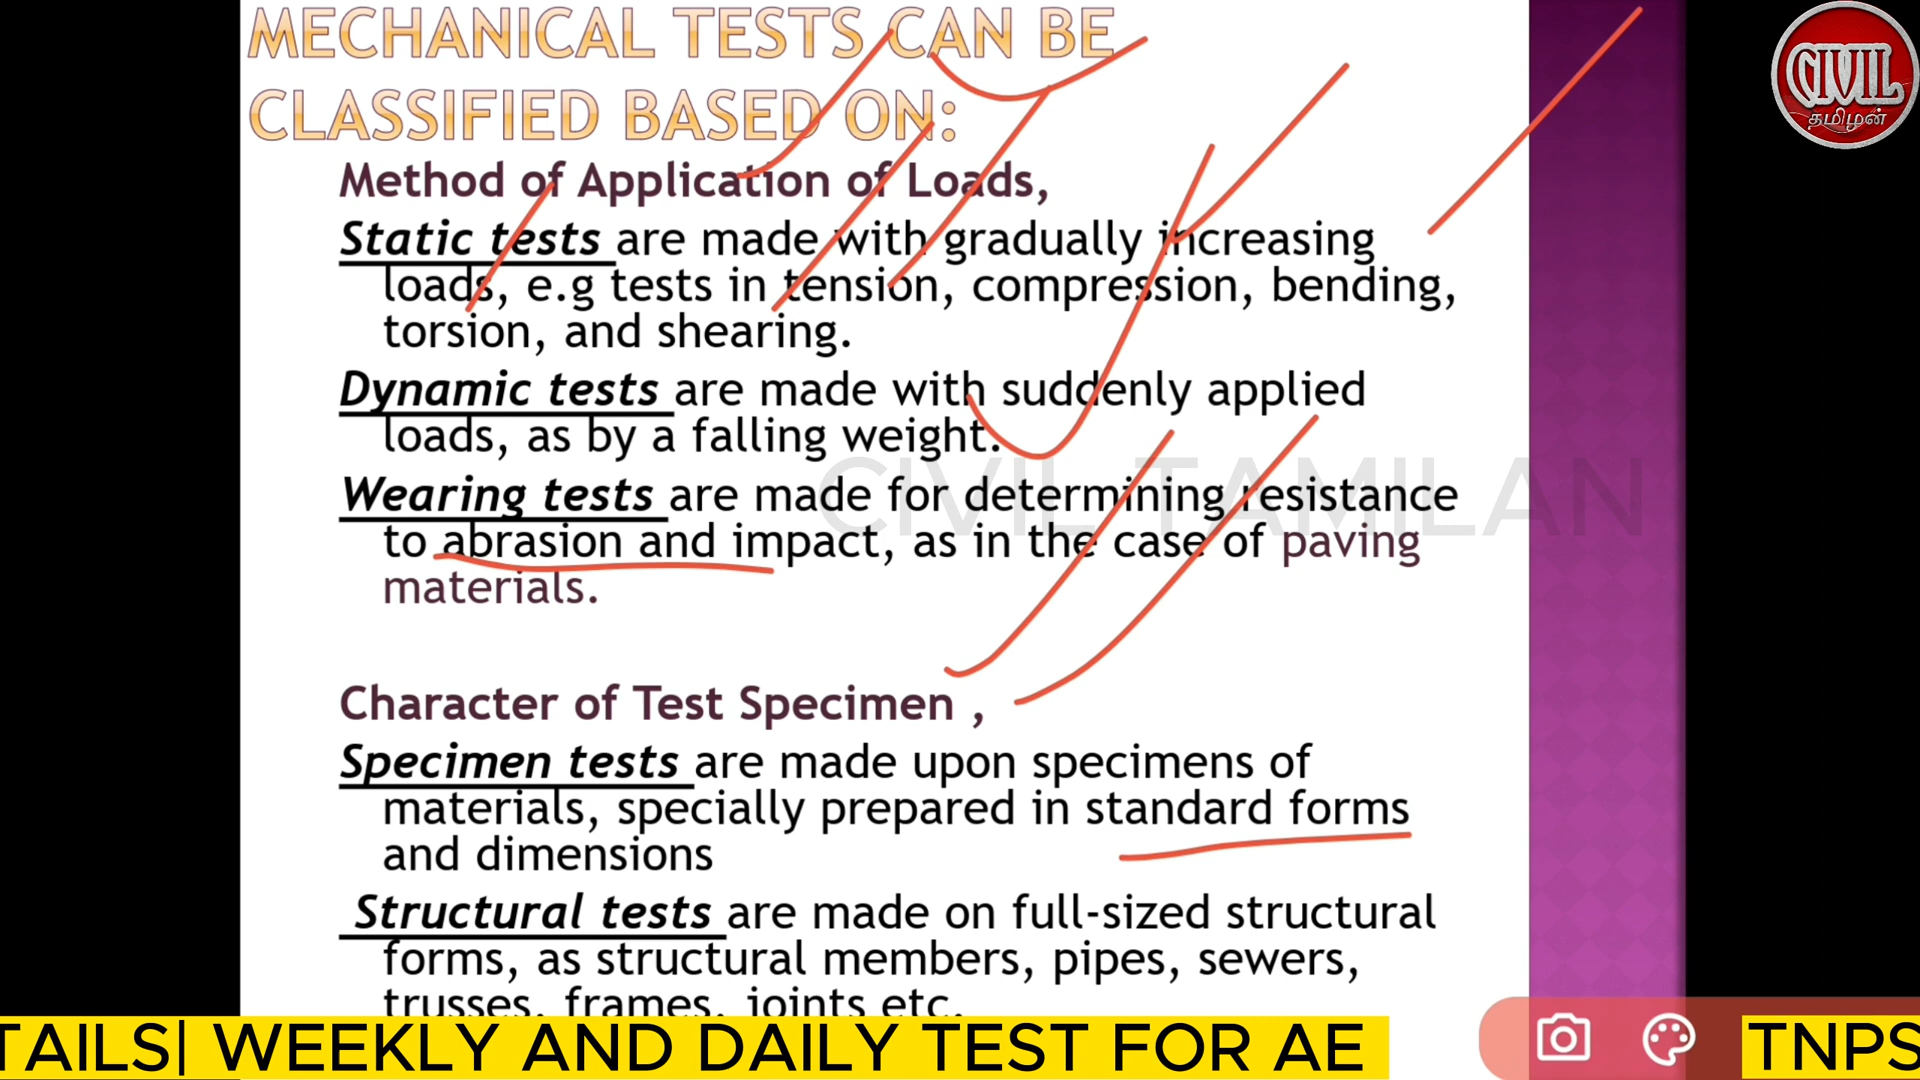 MECHANICAL TESTS CAN BE
CLASSIFIED BASED ON:
Method of Application of Loads,
Static tests are made with gradually increasing
loads, e.g tests in tension, compression, bending,
torsion, and shearing.
Dynamic tests are made with suddenly applied
loads, as by a falling weight.
Wearing tests are made for determining resistance
to abrasion and impact, as in the case of paving
materials.
Character of Test Specimen ,
Specimen tests are made upon specimens of
materials, specially prepared in standard forms
and dimensions
Structural tests are made on full-sized structural
forms, as structural members, pipes, sewers,
trusses, frames, joints etc.
CIVIL
தமிழன்
CIVIL TAMILAN
TAILS| WEEKLY AND DAILY TEST FOR AE
TNPS